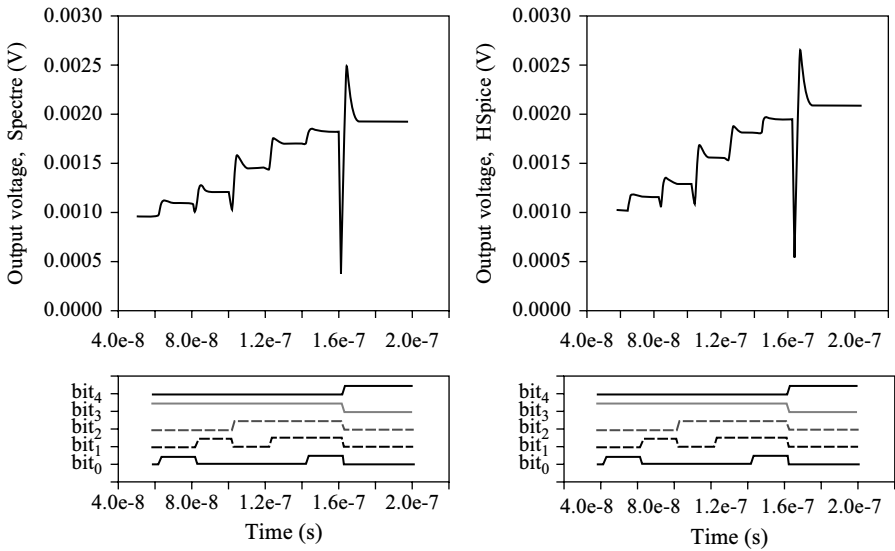 Output voltage, Spectre (V)
0.0030
0.0025
0.0020
0.0015
0.0010
0.0005
0.0000
4.0e-8 8.0e-8 1.2e-7 1.6e-7 2.0e-7
bit4
bit3
bit2
bit1
bit0
4.0e-8 8.0e-8 1.2e-7 1.6e-7 2.0e-7
Time (s)
Output voltage, HSpice (V)
0.0030
0.0025
0.0020
0.0015
0.0010
0.0005
0.0000
4.0e-8 8.0e-8 1.2e-7 1.6e-7 2.0e-7
bit4
bit3
bit2
bit1
bit0
4.0e-8 8.0e-8 1.2e-7 1.6e-7 2.0e-7
Time (s)